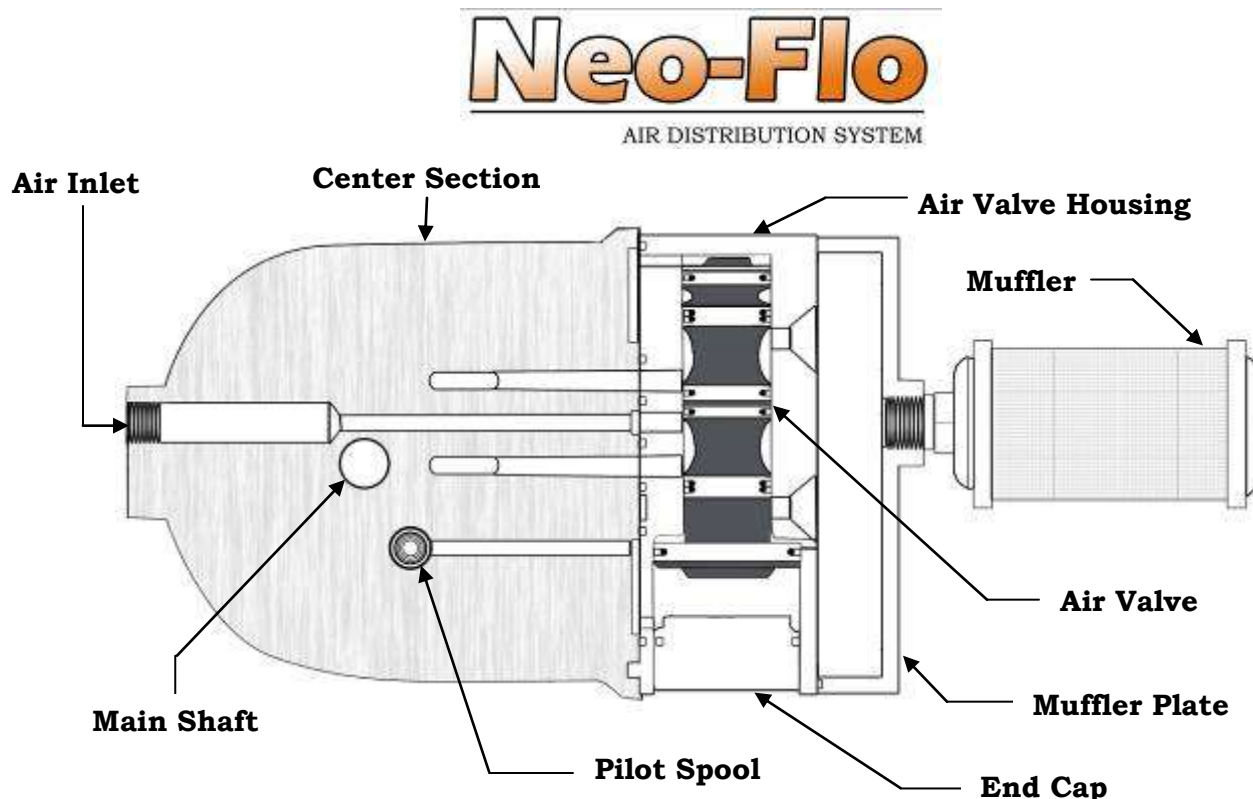 Neo-Flo
AIR DISTRIBUTION SYSTEM
Air Inlet
Center Section
Air Valve Housing
Muffler
Air Valve
Main Shaft
Muffler Plate
Pilot Spool
End Cap